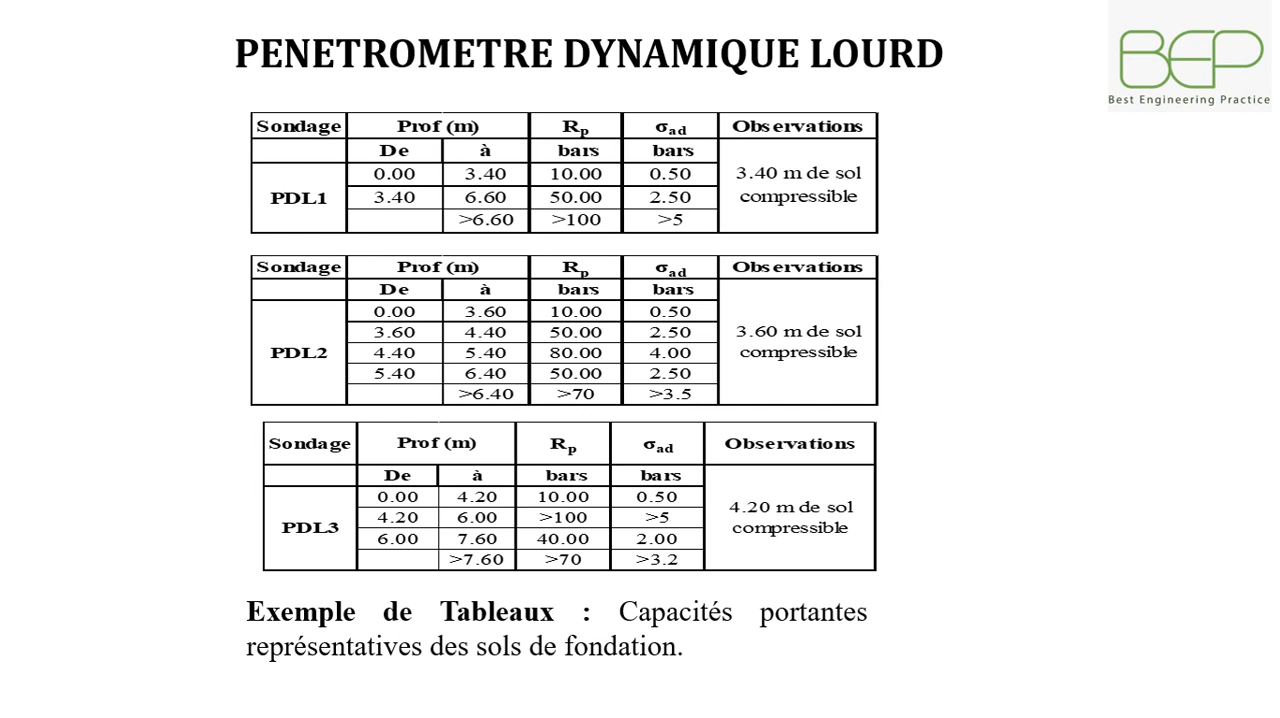 PENETROMETRE DYNAMIQUE LOURD
BEP
Best Engineering Practice
Sondage Prof (m) Rp σad Observations
De à bars bars
PDL1
0.00 3.40 10.00 0.50
3.40 6.60 50.00 2.50
>6.60 >100 >5
3.40 m de sol
compressible
Sondage Prof (m) Rp σad Observations
De à bars bars
PDL2
0.00 3.60 10.00 0.50
3.60 4.40 50.00 2.50
4.40 5.40 80.00 4.00
5.40 6.40 50.00 2.50
>6.40 >70 >3.5
3.60 m de sol
compressible
Sondage Prof (m) Rp σad Observations
De à bars bars
PDL3
0.00 4.20 10.00 0.50
4.20 6.00 >100 >5
6.00 7.60 40.00 2.00
>7.60 >70 >3.2
4.20 m de sol
compressible
Exemple de Tableaux : Capacités portantes
représentatives des sols de fondation.